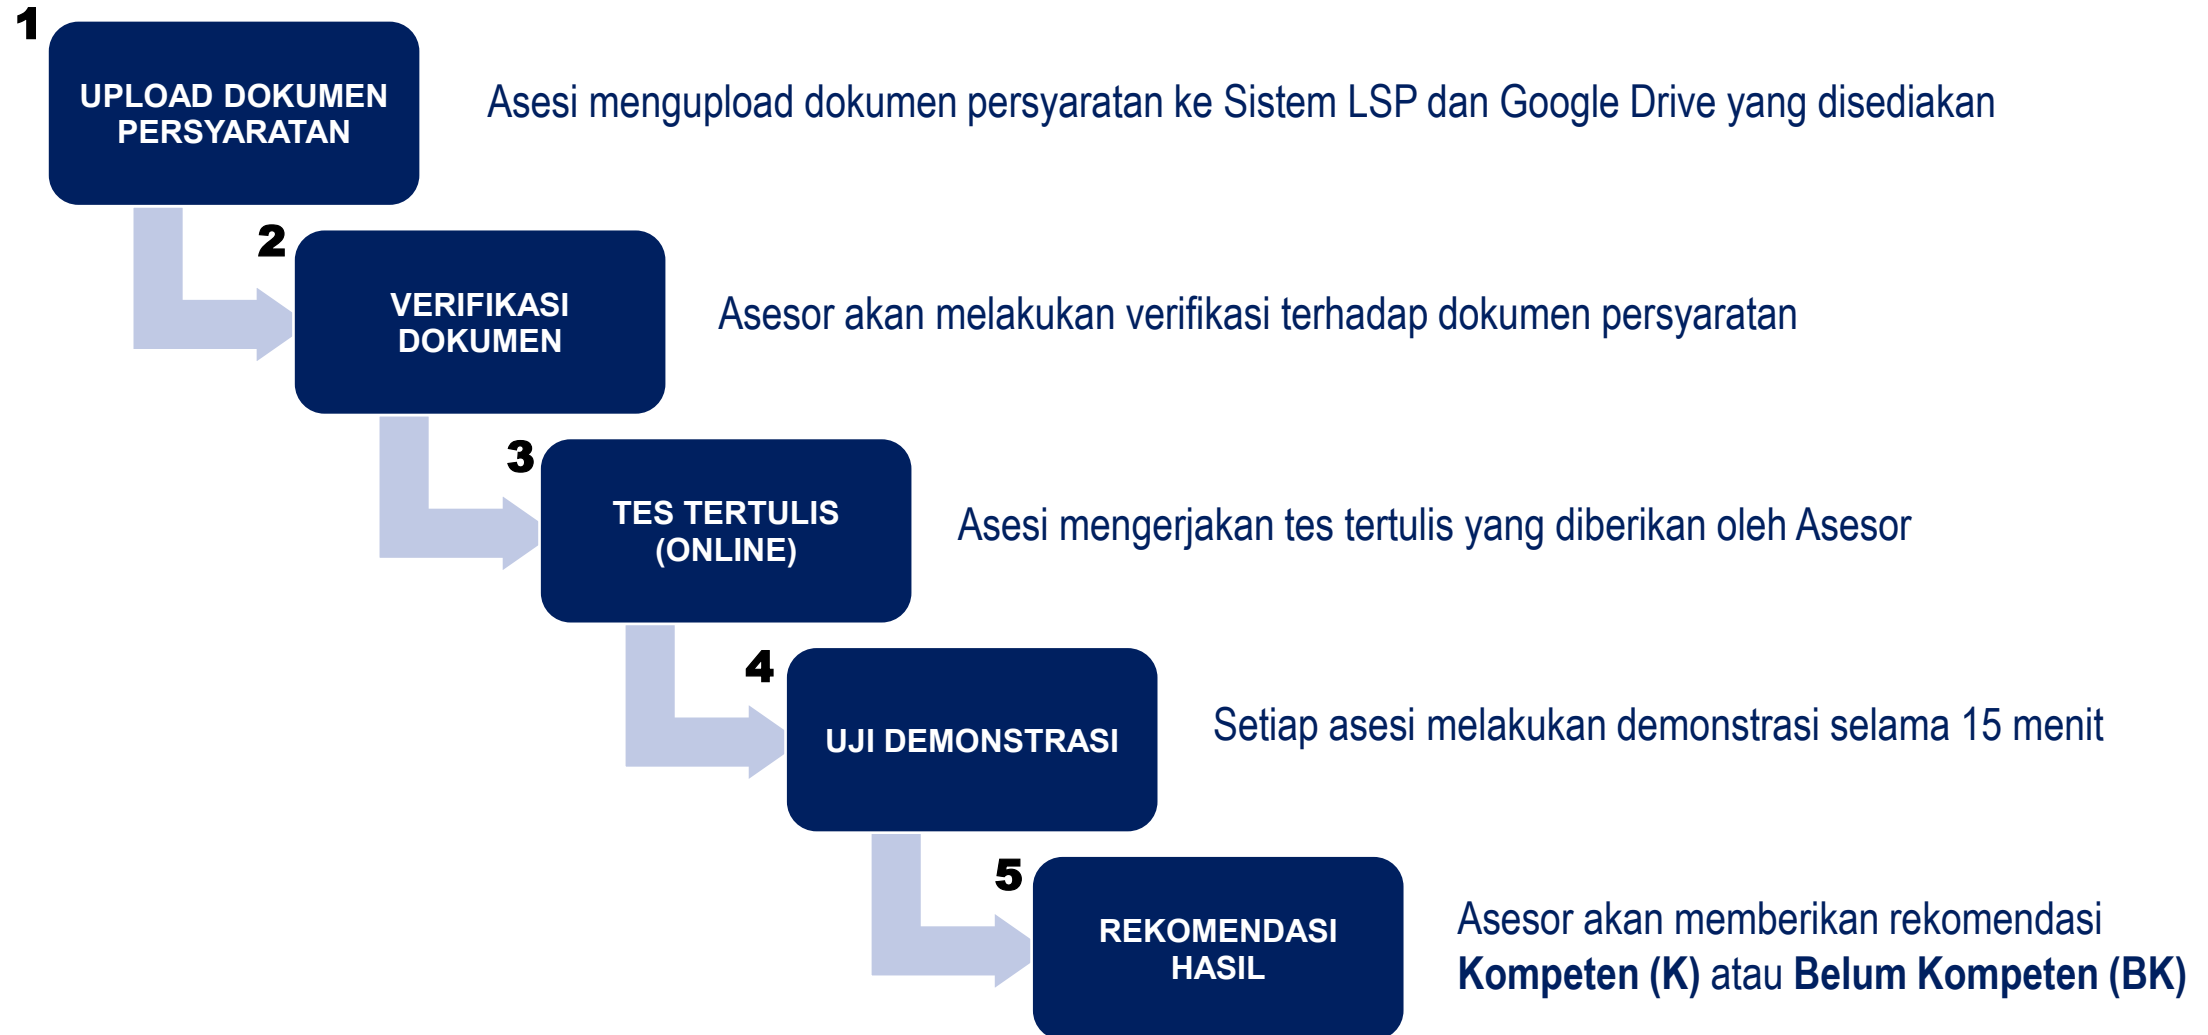 1
UPLOAD DOKUMEN
PERSYARATAN
Asesi mengupload dokumen persyaratan ke Sistem LSP dan Google Drive yang disediakan
2
VERIFIKASI
DOKUMEN
Asesor akan melakukan verifikasi terhadap dokumen persyaratan
3
TES TERTULIS
(ONLINE)
Asesi mengerjakan tes tertulis yang diberikan oleh Asesor
4
UJI DEMONSTRASI
Setiap asesi melakukan demonstrasi selama 15 menit
5
REKOMENDASI
HASIL
Asesor akan memberikan rekomendasi
Kompeten (K) atau Belum Kompeten (BK)